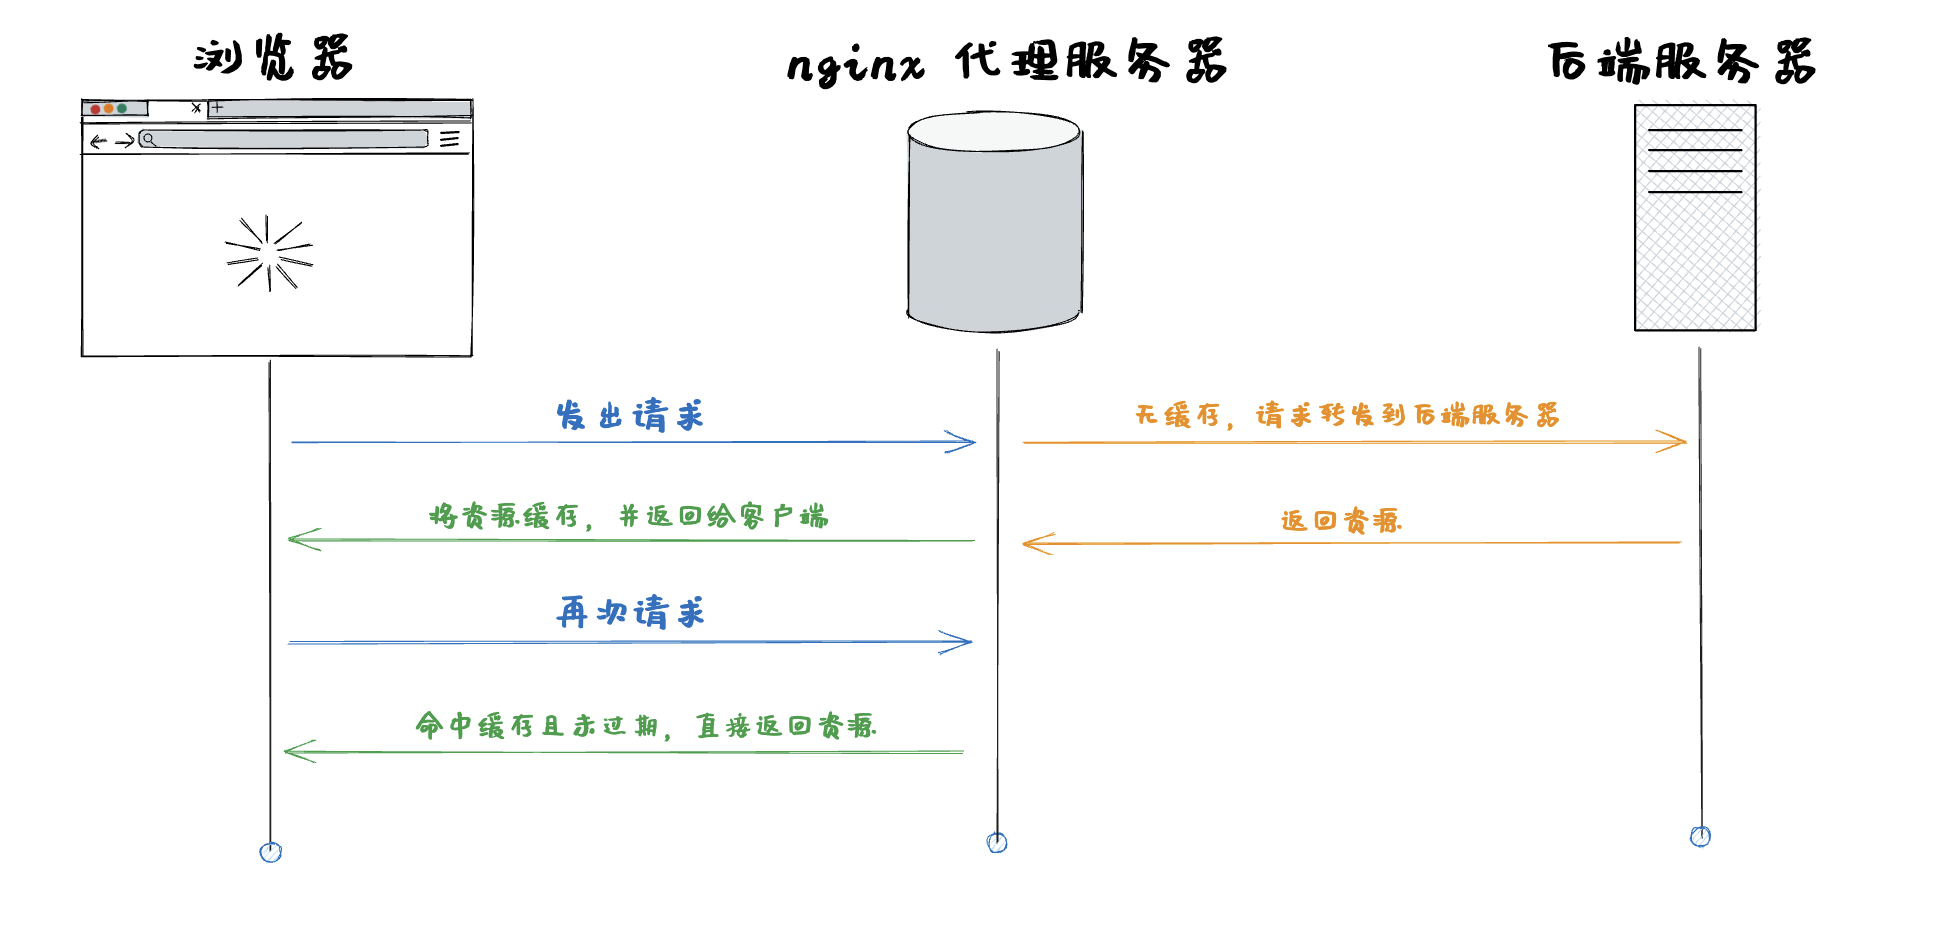 浏览器
nginx 代理服务器
后端服务器
发出请求
无缓存，请求转发到后端服务器
将资源缓存，并返回给客户端
返回资源
再次请求
命中缓存且未过期，直接返回资源